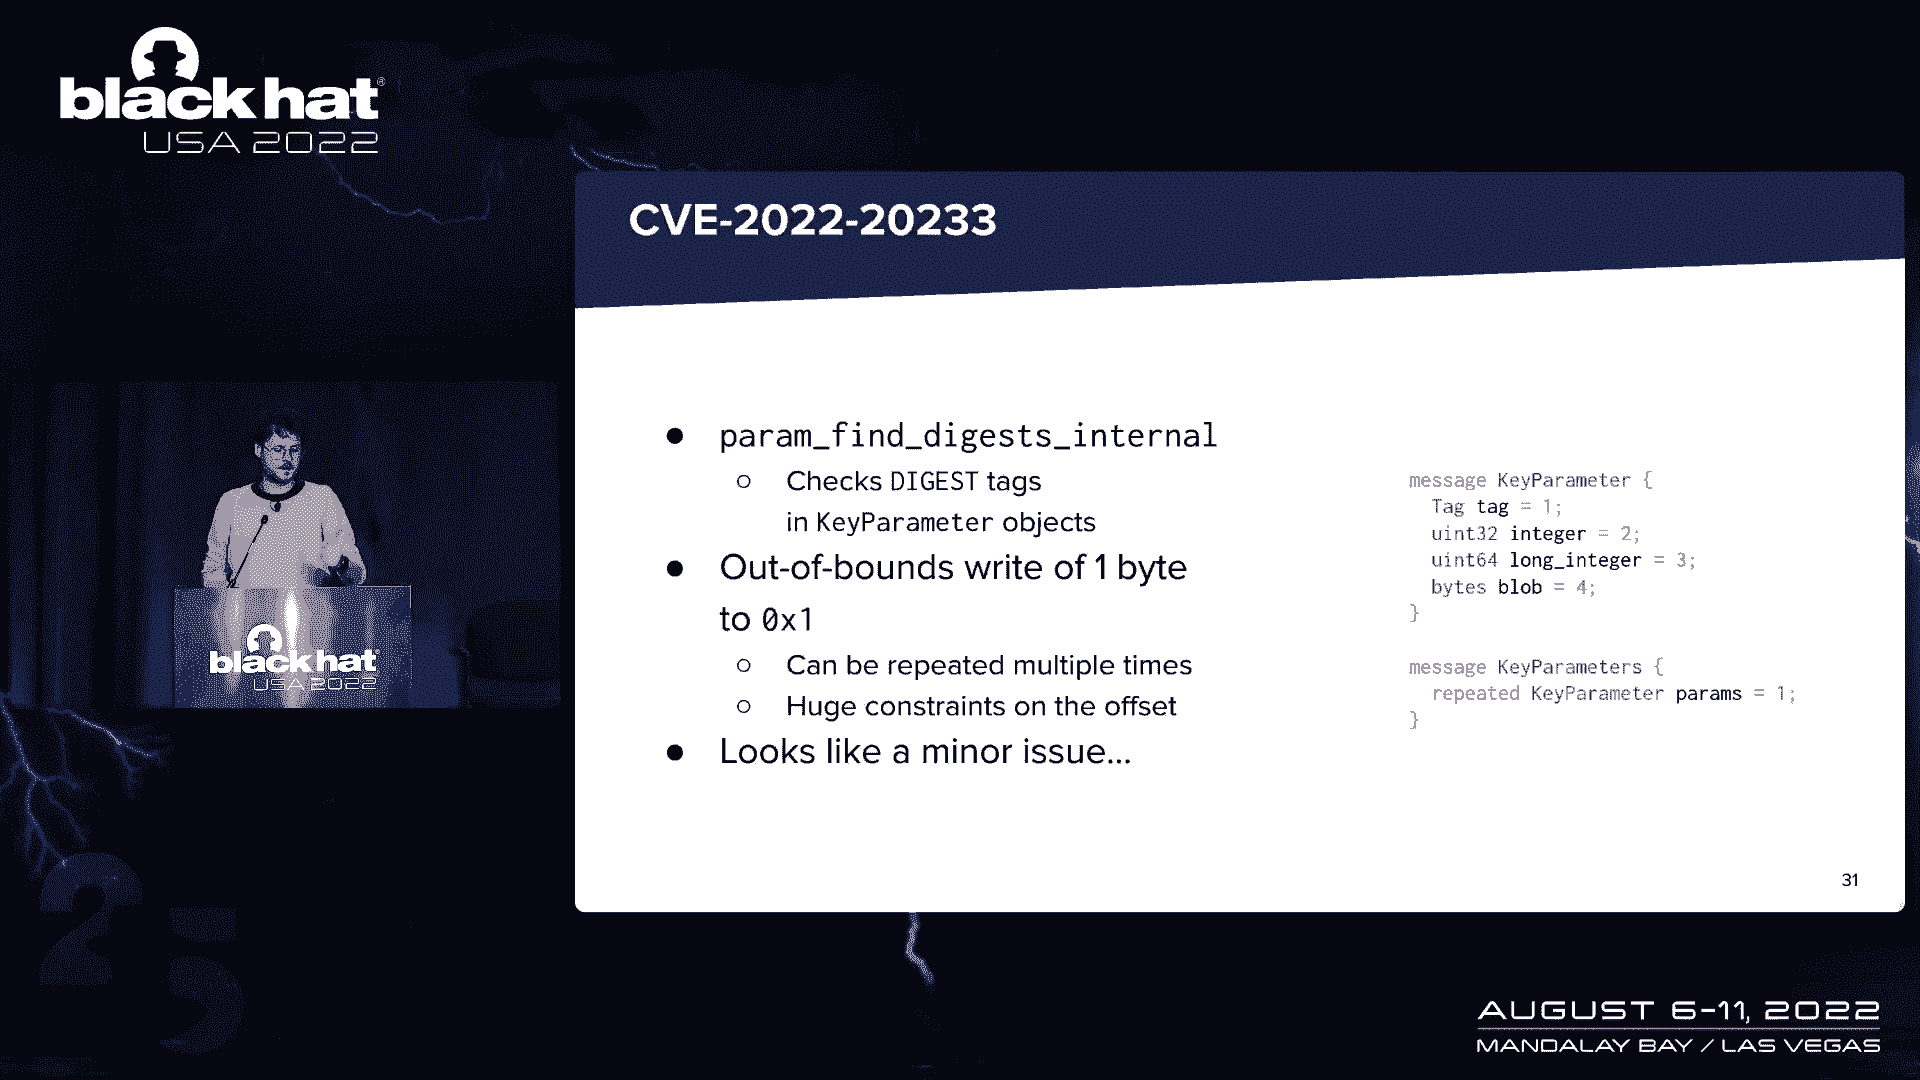 black hat®
USA 2022
CVE-2022-20233
● param_find_digests_internal
○ Checks DIGEST tags
in KeyParameter objects
● Out-of-bounds write of 1 byte
to 0x1
○ Can be repeated multiple times
○ Huge constraints on the offset
● Looks like a minor issue...
message KeyParameter {
Tag tag = 1;
uint32 integer = 2;
uint64 long_integer = 3;
bytes blob = 4;
}
message KeyParameters {
repeated KeyParameter params = 1;
}
31
black hat
USA 2022
25
AUGUST 6-11, 2022
MANDALAY BAY / LAS VEGAS